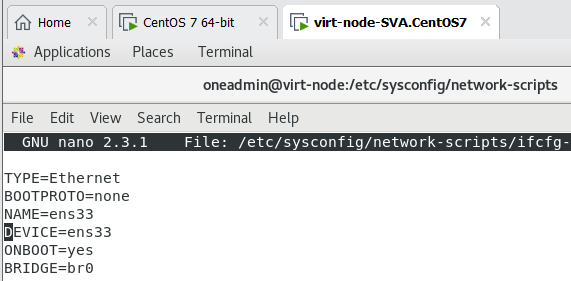 Home
CentOS 7 64-bit
virt-node-SVA.CentOS7
Applications Places Terminal
oneadmin@virt-node:/etc/sysconfig/network-scripts
File Edit View Search Terminal Help
GNU nano 2.3.1 File: /etc/sysconfig/network-scripts/ifcfg-
TYPE=Ethernet
BOOTPROTO=none
NAME=ens33
DEVICE=ens33
ONBOOT=yes
BRIDGE=br0